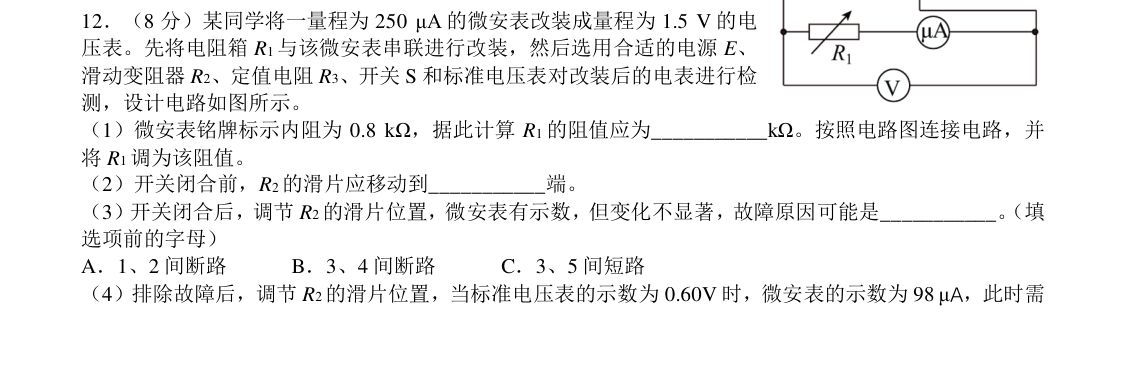 12．（8 分）某同学将一量程为 250 μA 的微安表改装成量程为 1.5 V 的电
压表。先将电阻箱 R₁与该微安表串联进行改装，然后选用合适的电源 E、
滑动变阻器 R₂、定值电阻 R₃、开关 S 和标准电压表对改装后的电表进行检
测，设计电路如图所示。
μA
R₁
V
（1）微安表铭牌标示内阻为 0.8 kΩ，据此计算 R₁ 的阻值应为___________kΩ。按照电路图连接电路，并
将 R₁ 调为该阻值。
（2）开关闭合前，R₂的滑片应移动到___________端。
（3）开关闭合后，调节 R₂的滑片位置，微安表有示数，但变化不显著，故障原因可能是___________。（填
选项前的字母）
A．1、2 间断路 B．3、4 间断路 C．3、5 间短路
（4）排除故障后，调节 R₂的滑片位置，当标准电压表的示数为 0.60V 时，微安表的示数为 98 μA，此时需